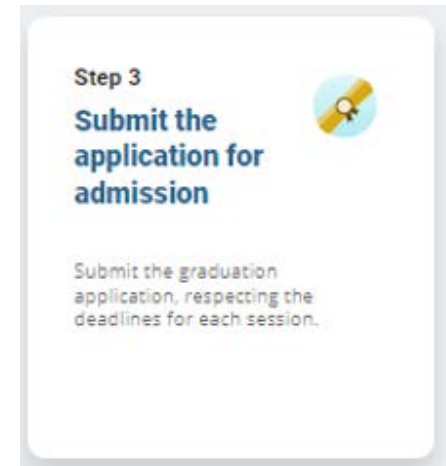 Step 3
Submit the
application for
admission
Submit the graduation
application, respecting the
deadlines for each session.